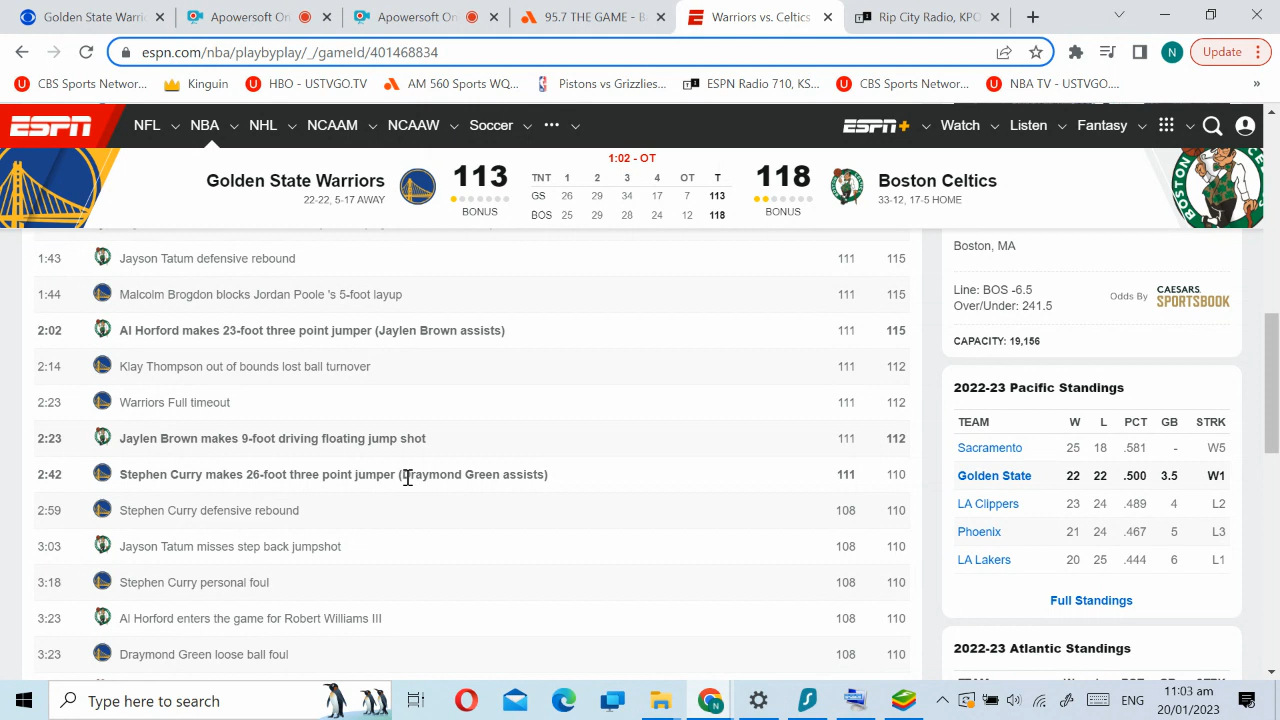 Golden State Warriors
Apowersoft On
Apowersoft On
95.7 THE GAME - B
Warriors vs. Celtics
Rip City Radio, KPO
espn.com/nba/playbyplay/_/gameId/401468834
N
Update
CBS Sports Networ...
Kinguin
HBO - USTVGO.TV
AM 560 Sports WQ...
Pistons vs Grizzlies...
ESPN Radio 710, KS...
CBS Sports Networ...
NBA TV - USTVGO....
»
ESPN
NFL
NBA
NHL
NCAAM
NCAAW
Soccer
•••
ESPN+
Watch
Listen
Fantasy
Golden State Warriors
22-22, 5-17 AWAY
113
BONUS
1:02 - OT
TNT 1 2 3 4 OT T
GS 26 29 34 17 7 113
BOS 25 29 28 24 12 118
118
BONUS
Boston Celtics
33-12, 17-5 HOME
1:43 Jayson Tatum defensive rebound 111 115
1:44 Malcolm Brogdon blocks Jordan Poole 's 5-foot layup 111 115
2:02 Al Horford makes 23-foot three point jumper (Jaylen Brown assists) 111 115
2:14 Klay Thompson out of bounds lost ball turnover 111 112
2:23 Warriors Full timeout 111 112
2:23 Jaylen Brown makes 9-foot driving floating jump shot 111 112
2:42 Stephen Curry makes 26-foot three point jumper (Draymond Green assists) 111 110
2:59 Stephen Curry defensive rebound 108 110
3:03 Jayson Tatum misses step back jumpshot 108 110
3:18 Stephen Curry personal foul 108 110
3:23 Al Horford enters the game for Robert Williams III 108 110
3:23 Draymond Green loose ball foul 108 110
Boston, MA
Line: BOS -6.5
Over/Under: 241.5
Odds By
CAESARS
SPORTSBOOK
CAPACITY: 19,156
2022-23 Pacific Standings
TEAM W L PCT GB STRK
Sacramento 25 18 .581 - W5
Golden State 22 22 .500 3.5 W1
LA Clippers 23 24 .489 4 L2
Phoenix 21 24 .467 5 L3
LA Lakers 20 25 .444 6 L1
Full Standings
2022-23 Atlantic Standings
Type here to search
ENG
11:03 am
20/01/2023